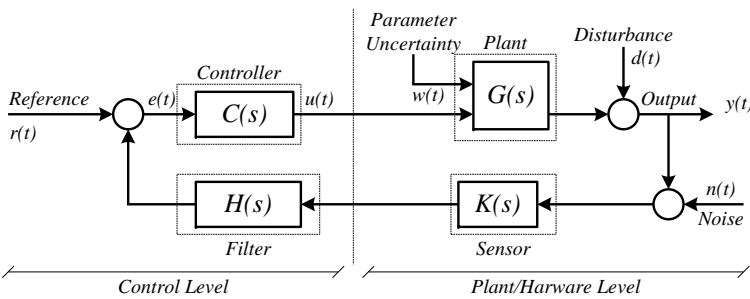 Parameter
Uncertainty
Plant
Disturbance
d(t)
Controller
Reference
r(t)
e(t)
C(s)
u(t)
w(t)
G(s)
Output
y(t)
H(s)
Filter
K(s)
Sensor
n(t)
Noise
Control Level
Plant/Harware Level